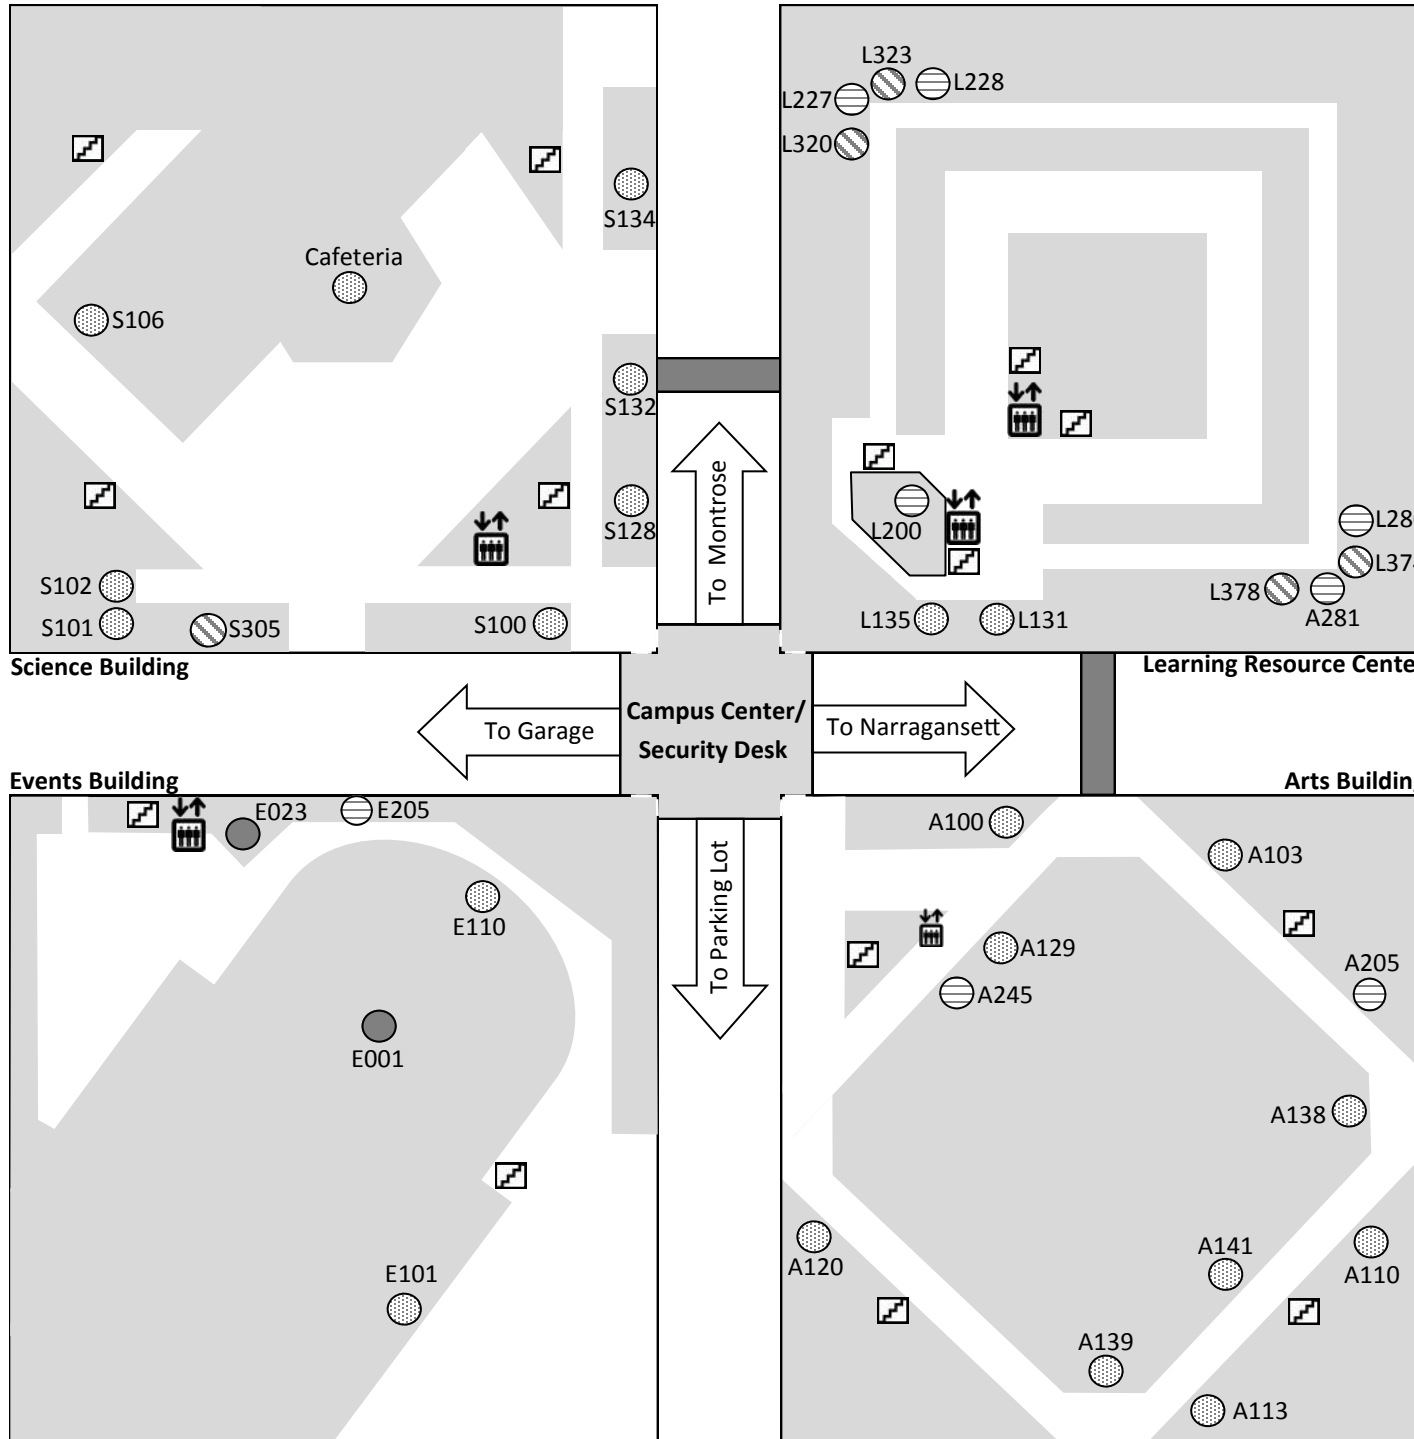 L323
L228
L227
L320
S134
Cafeteria
S106
S132
To Montrose
L200
S128
L28
L37
S102
S101
S305
S100
L135
L131
L378
A281
Science Building
Learning Resource Cente
Campus Center/
Security Desk
To Garage
To Narragansett
Events Building
Arts Buildin
E023
E205
A100
A103
E110
To Parking Lot
A129
A245
A205
E001
A138
A120
A141
A110
E101
A139
A113